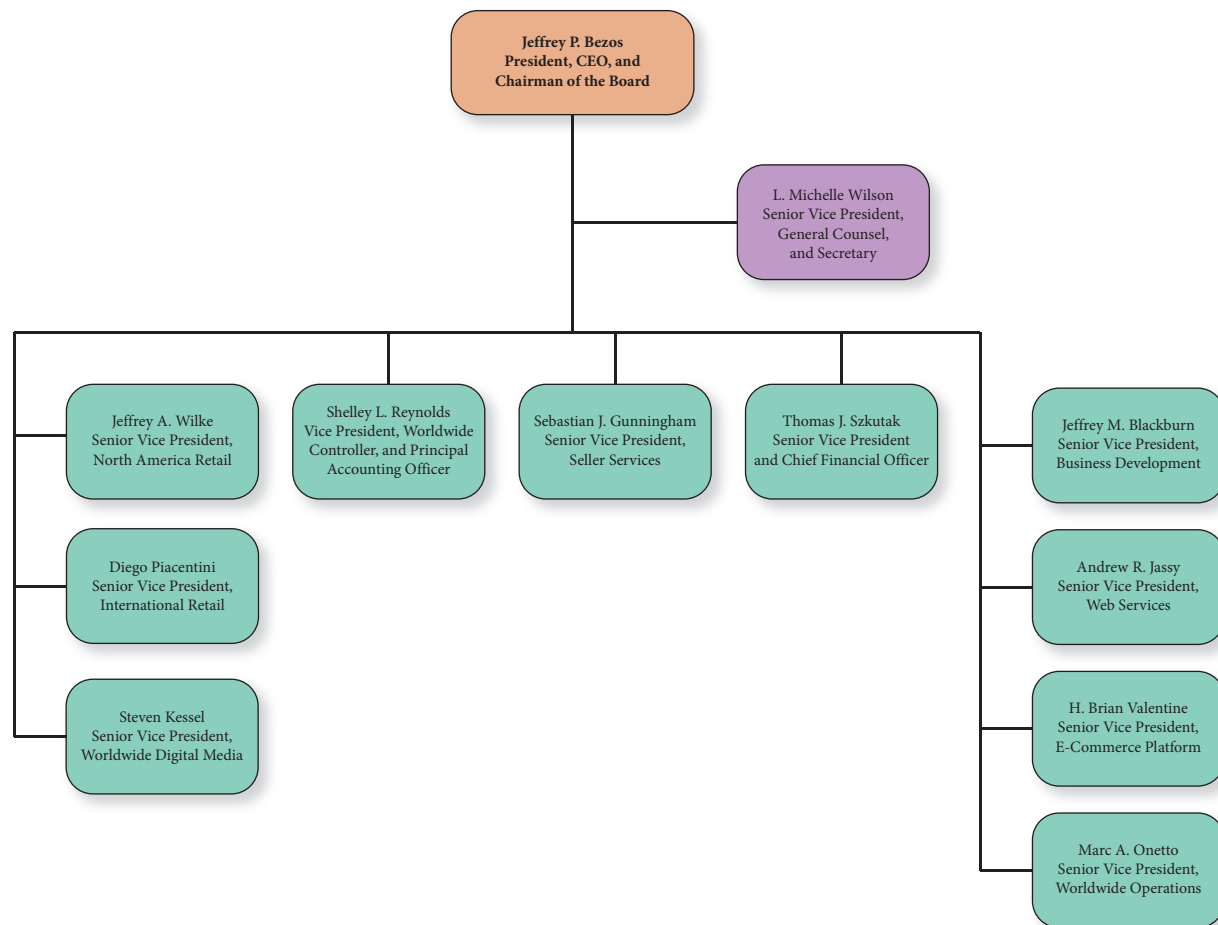 Jeffrey P. Bezos
President, CEO, and
Chairman of the Board
L. Michelle Wilson
Senior Vice President,
General Counsel,
and Secretary
Jeffrey A. Wilke
Senior Vice President,
North America Retail
Shelley L. Reynolds
Vice President, Worldwide
Controller, and Principal
Accounting Officer
Sebastian J. Gunningham
Senior Vice President,
Seller Services
Thomas J. Szkutak
Senior Vice President
and Chief Financial Officer
Jeffrey M. Blackburn
Senior Vice President,
Business Development
Diego Piacentini
Senior Vice President,
International Retail
Andrew R. Jassy
Senior Vice President,
Web Services
Steven Kessel
Senior Vice President,
Worldwide Digital Media
H. Brian Valentine
Senior Vice President,
E-Commerce Platform
Marc A. Onetto
Senior Vice President,
Worldwide Operations